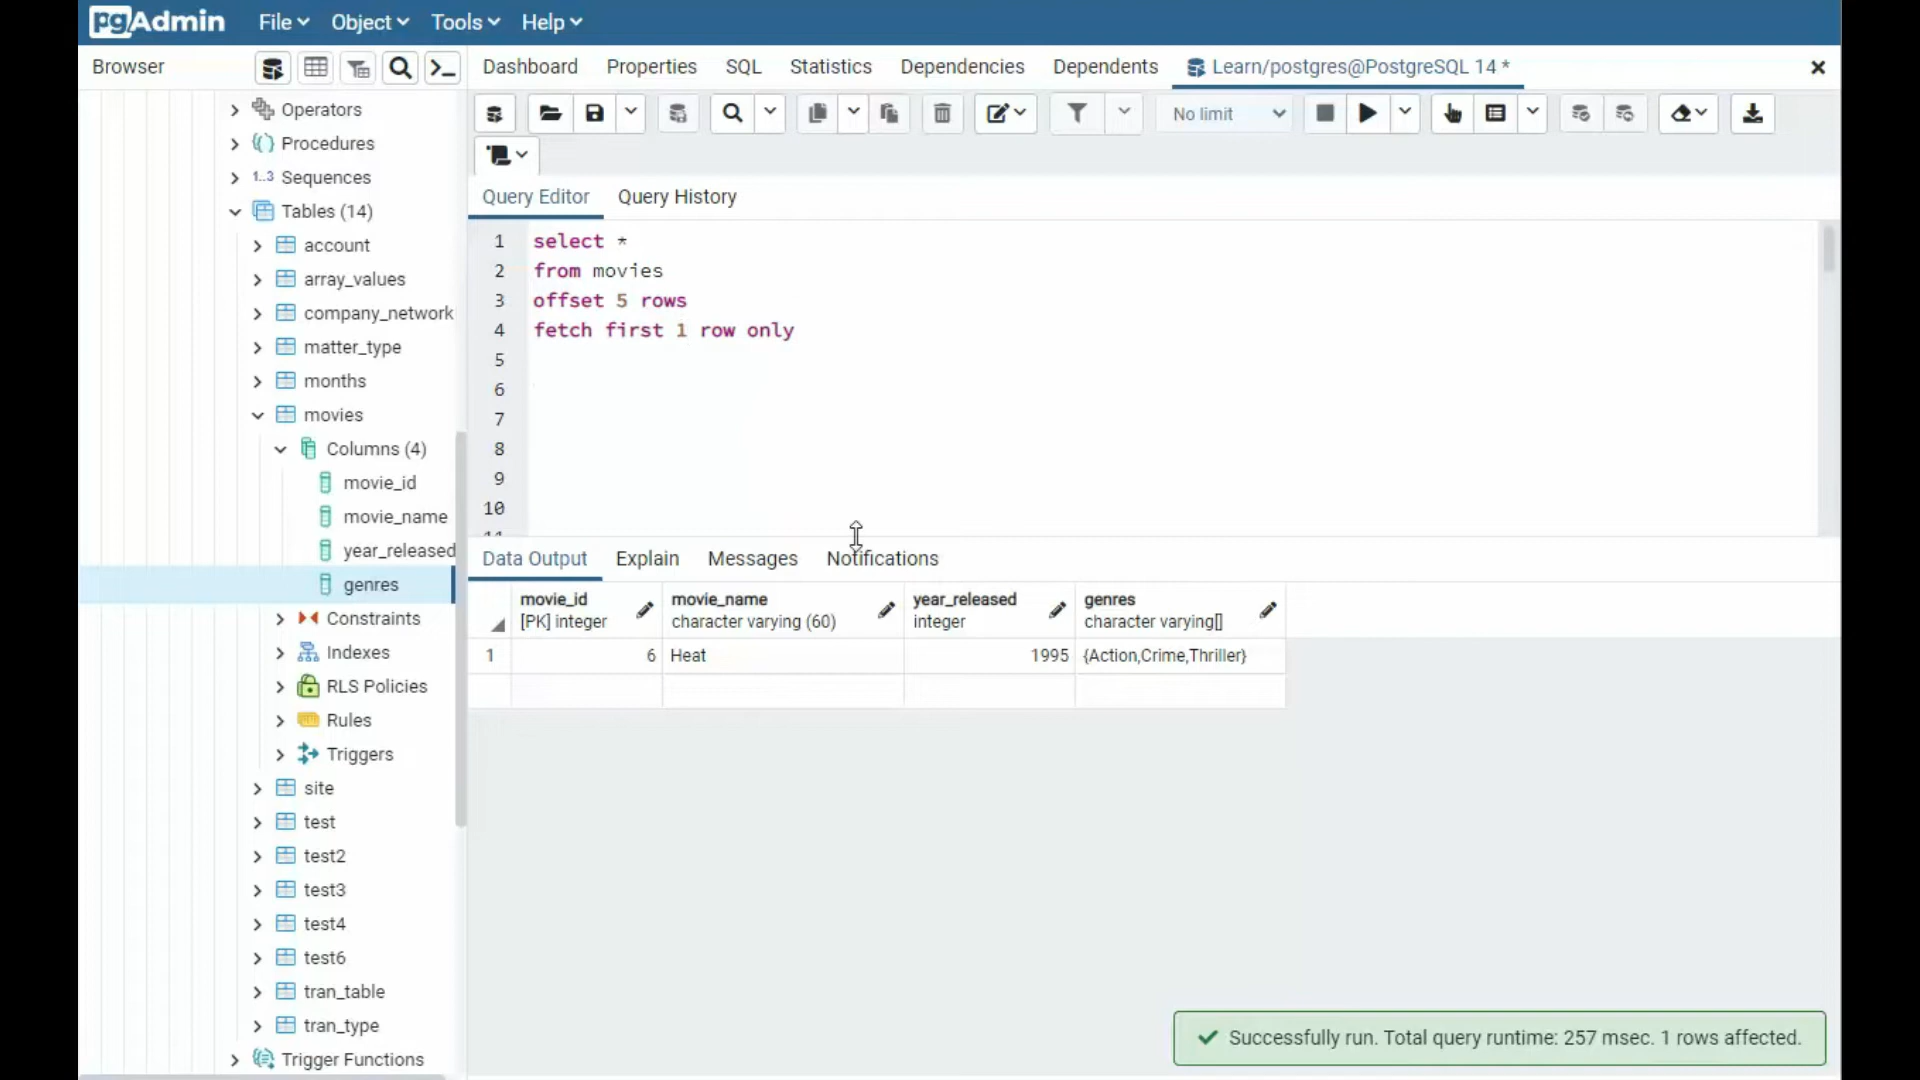 pgAdmin File Object Tools Help
Browser
Dashboard Properties SQL Statistics Dependencies Dependents Learn/postgres@PostgreSQL 14 *
No limit
Operators
Procedures
1..3 Sequences
Tables (14)
account
array_values
company_network
matter_type
months
movies
Columns (4)
movie_id
movie_name
year_released
genres
Constraints
Indexes
RLS Policies
Rules
Triggers
site
test
test2
test3
test4
test6
tran_table
tran_type
Trigger Functions
Query Editor Query History
1 select *
2 from movies
3 offset 5 rows
4 fetch first 1 row only
5
6
7
8
9
10
Data Output Explain Messages Notifications
movie_id movie_name year_released genres
[PK] integer character varying (60) integer character varying[]
1 6 Heat 1995 {Action,Crime,Thriller}
Successfully run. Total query runtime: 257 msec. 1 rows affected.